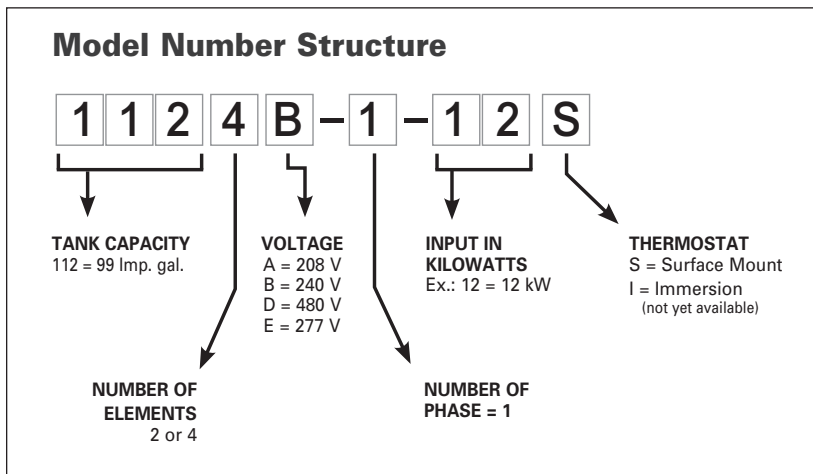 Model Number Structure
1 1 2 4 B – 1 – 1 2 S
TANK CAPACITY
112 = 99 Imp. gal.
VOLTAGE
A = 208 V
B = 240 V
D = 480 V
E = 277 V
INPUT IN
KILOWATTS
Ex.: 12 = 12 kW
THERMOSTAT
S = Surface Mount
I = Immersion
(not yet available)
NUMBER OF
ELEMENTS
2 or 4
NUMBER OF
PHASE = 1